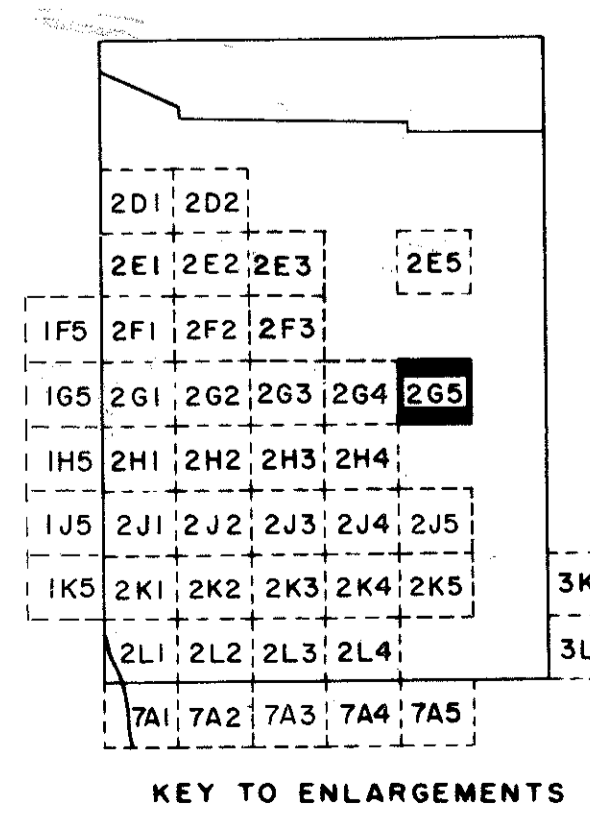 2D1 2D2
2E1 2E2 2E3 2E5
1F5 2F1 2F2 2F3
1G5 2G1 2G2 2G3 2G4 2G5
1H5 2H1 2H2 2H3 2H4
1J5 2J1 2J2 2J3 2J4 2J5
1K5 2K1 2K2 2K3 2K4 2K5 3K
2L1 2L2 2L3 2L4 3L
7A1 7A2 7A3 7A4 7A5
KEY TO ENLARGEMENTS